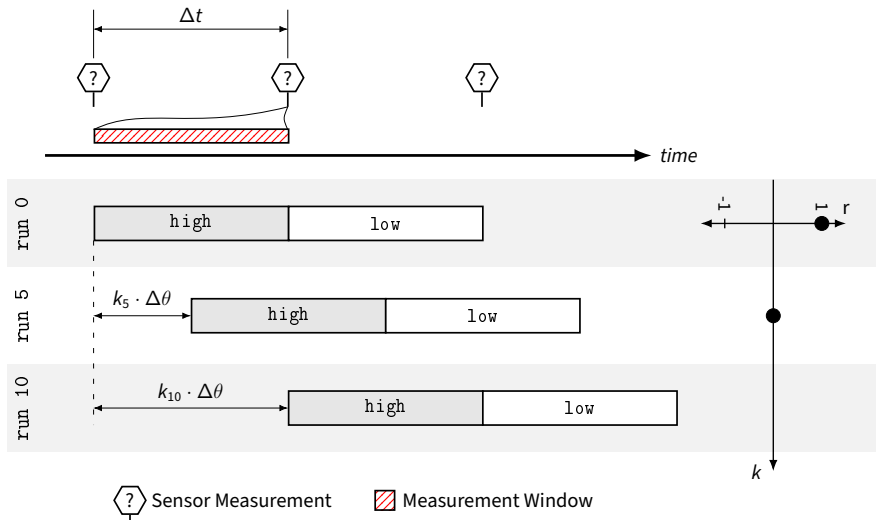 Δt
? ? ?
time
run 0 high low -1 1 r
run 5 k₅ · Δθ high low
run 10 k₁₀ · Δθ high low
k
? Sensor Measurement Measurement Window